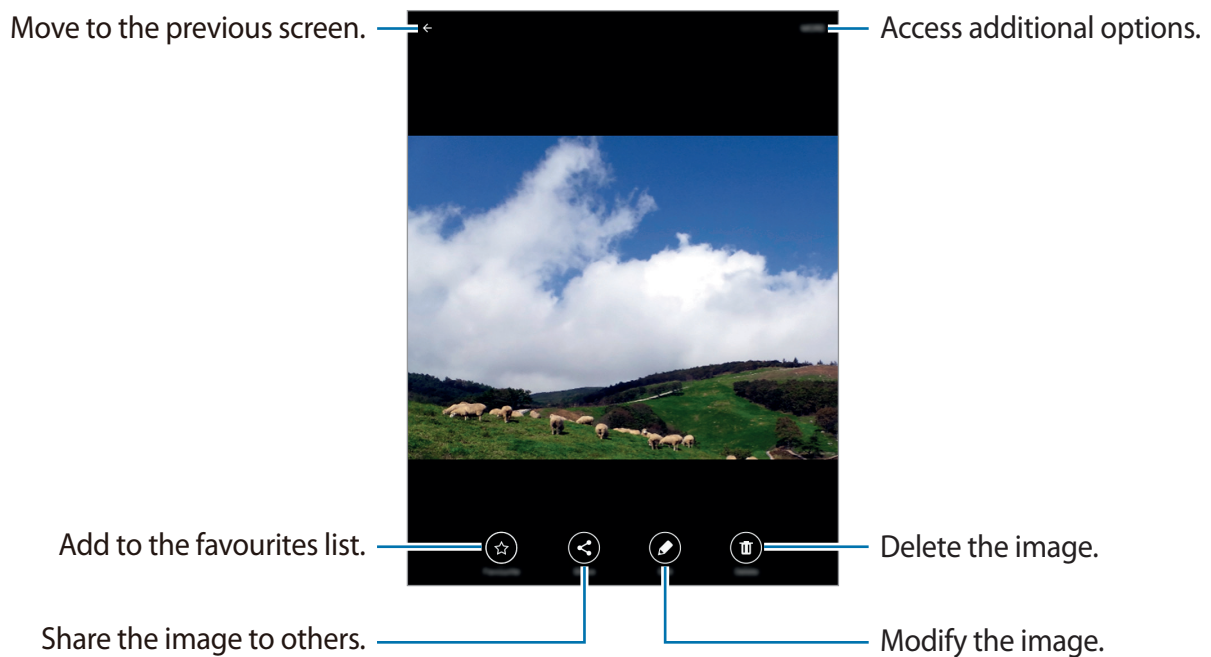 Move to the previous screen.
Access additional options.
Add to the favourites list.
Delete the image.
Share the image to others.
Modify the image.